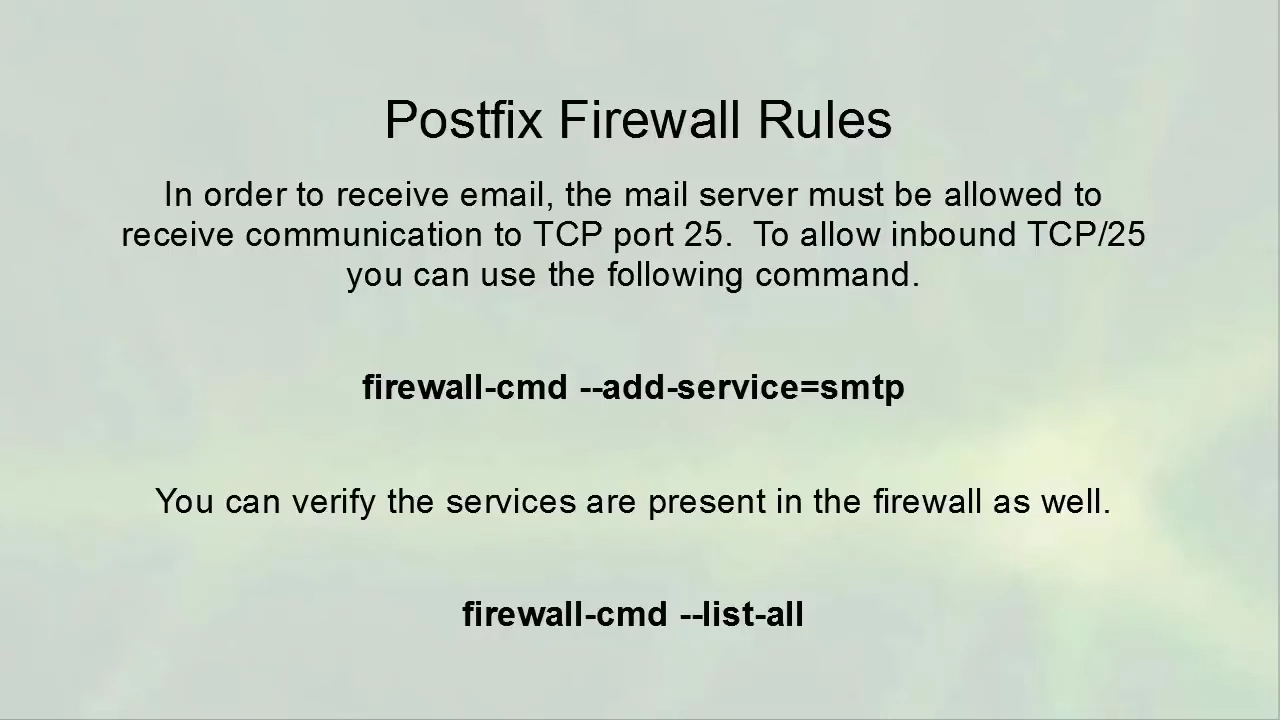 Postfix Firewall Rules
In order to receive email, the mail server must be allowed to
receive communication to TCP port 25.  To allow inbound TCP/25
you can use the following command.
firewall-cmd --add-service=smtp
You can verify the services are present in the firewall as well.
firewall-cmd --list-all